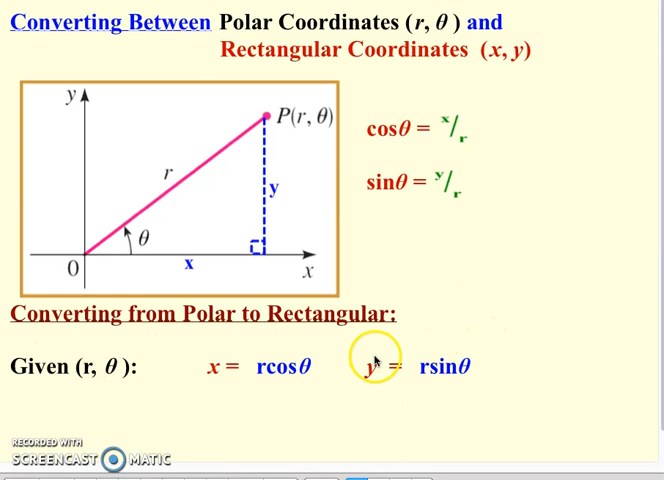 Converting Between Polar Coordinates (r, θ) and
Rectangular Coordinates (x, y)
y
P(r, θ)
cosθ = x/r
r
sinθ = y/r
y
θ
0
x
x
Converting from Polar to Rectangular:
Given (r, θ): x = rcosθ y = rsinθ
RECORDED WITH
SCREENCAST MATIC